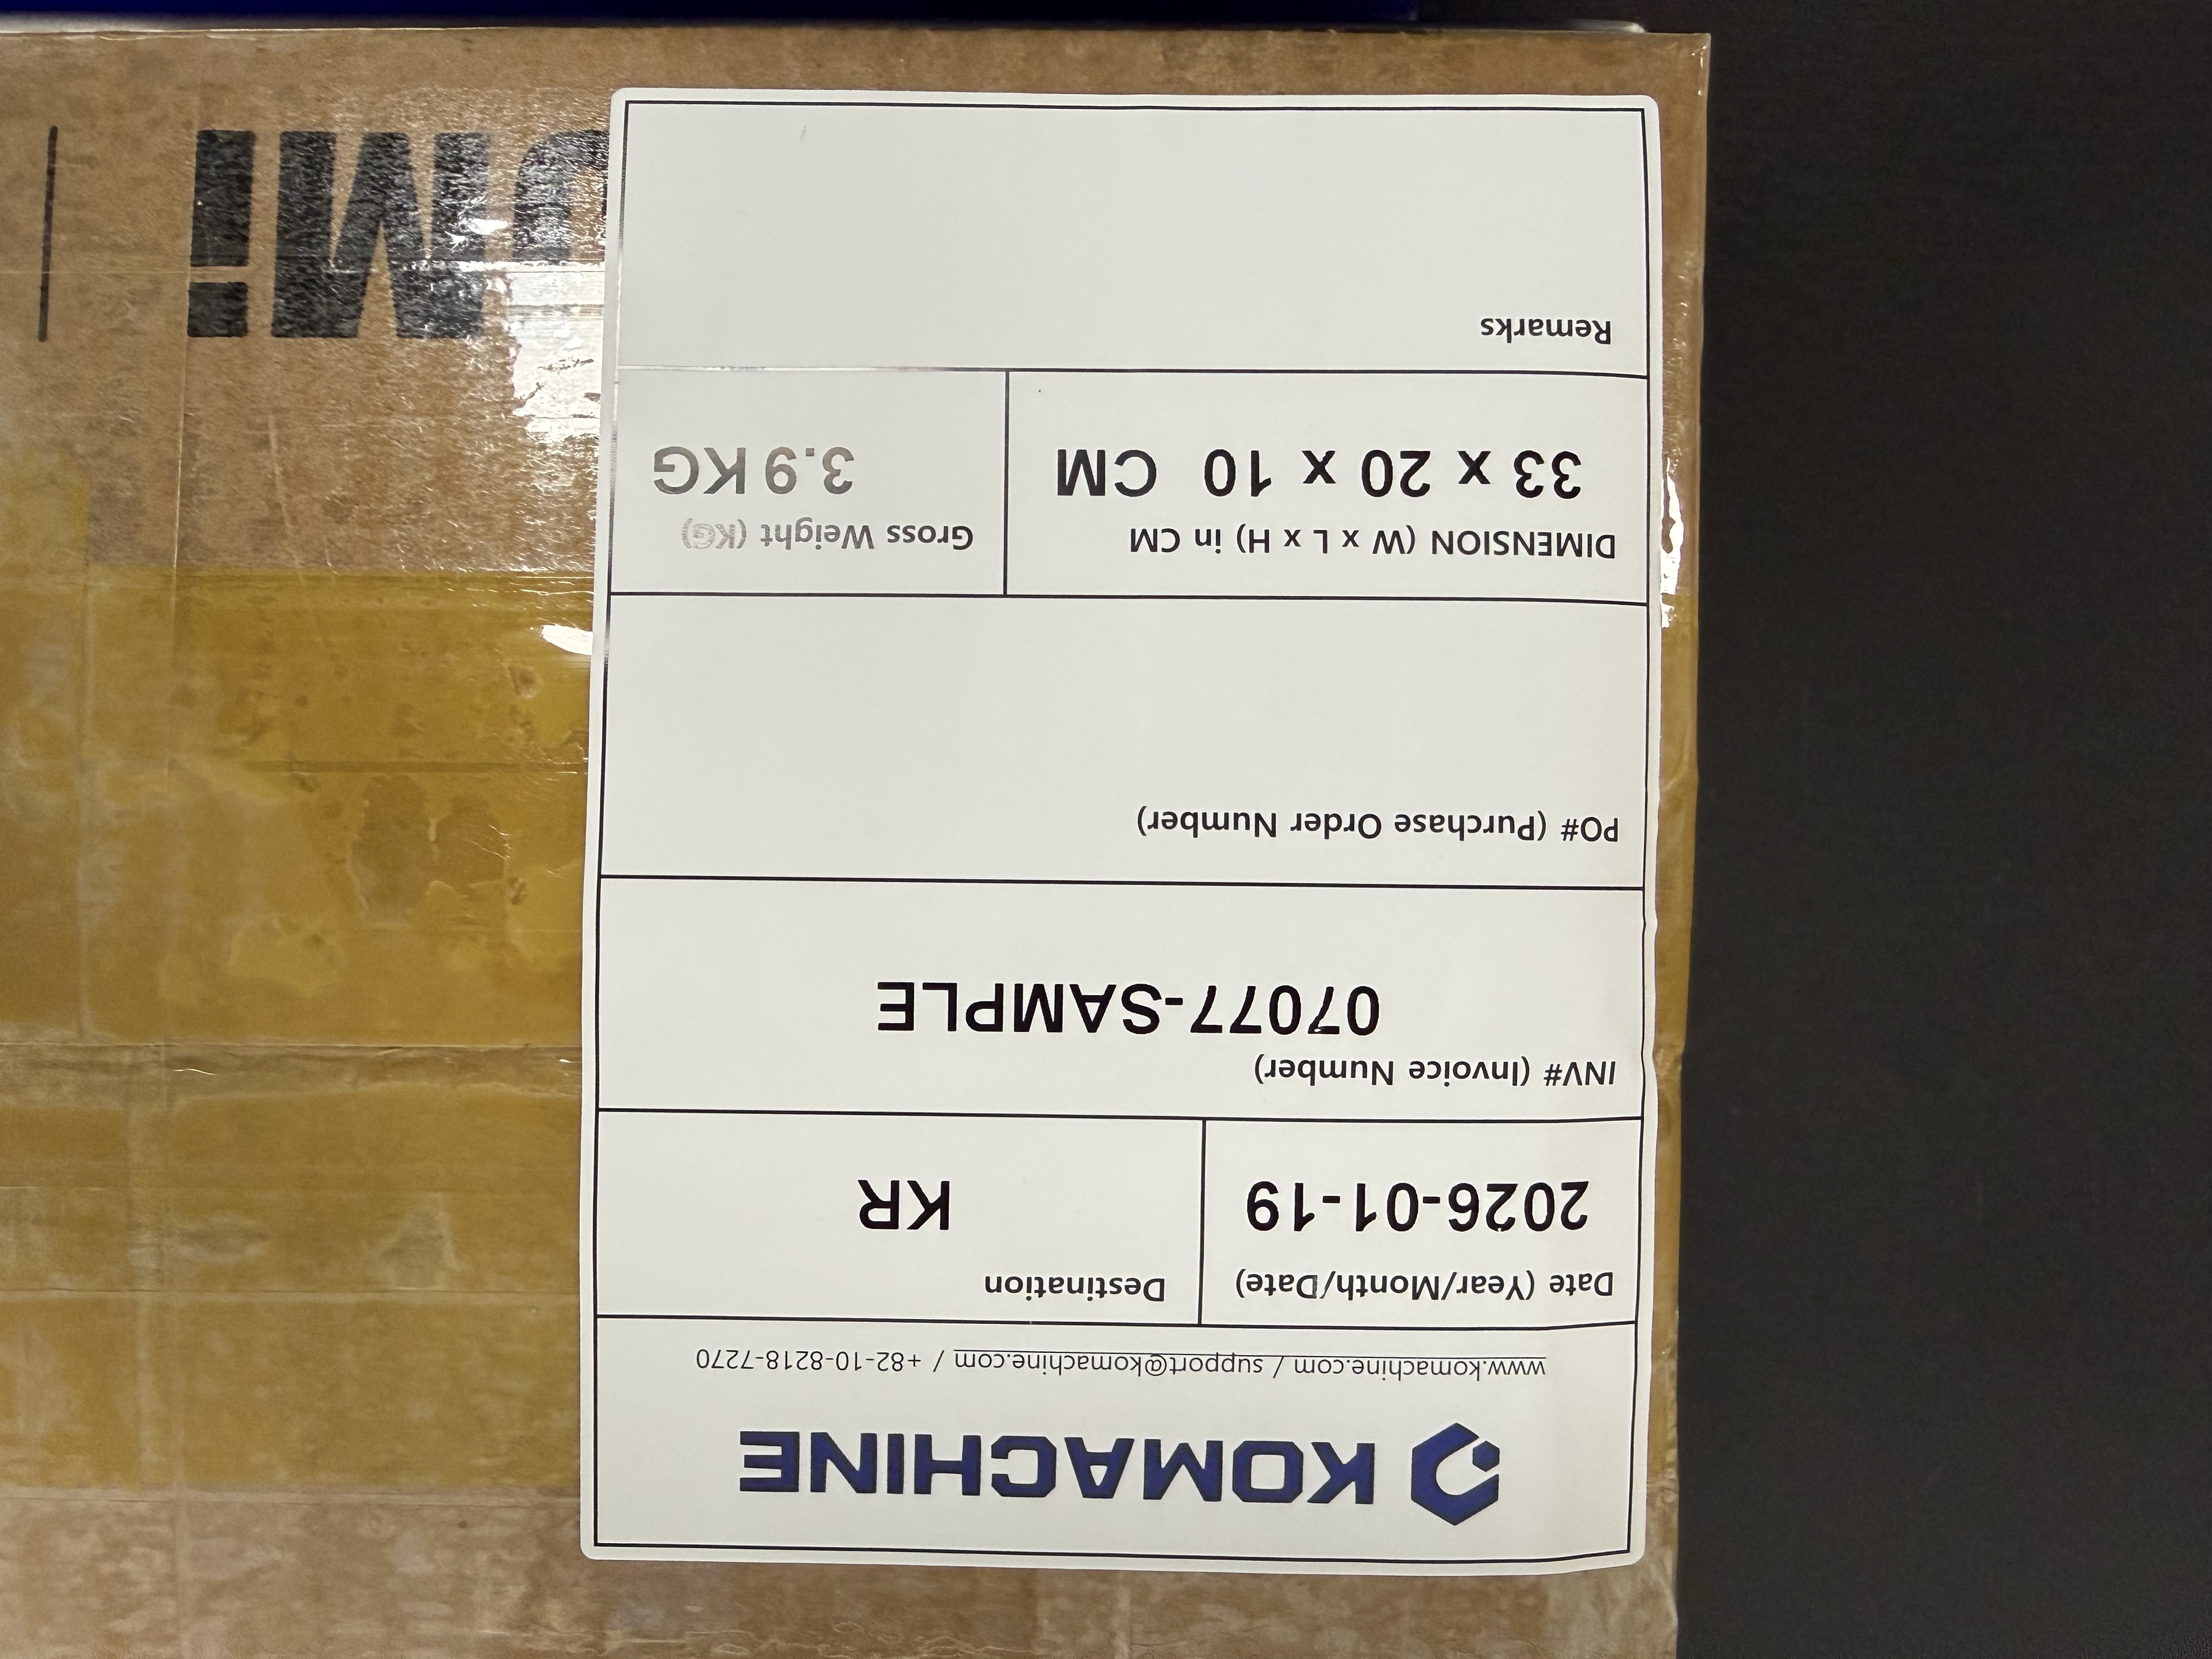 KOMACHINE
www.komachine.com / support@komachine.com / +82-10-8218-7270
Date (Year/Month/Date) Destination
2026-01-19 KR
INV# (Invoice Number)
07077-SAMPLE
PO# (Purchase Order Number)
DIMENSION (W x L x H) in CM Gross Weight (KG)
33 x 20 x 10 CM 3.9 KG
Remarks